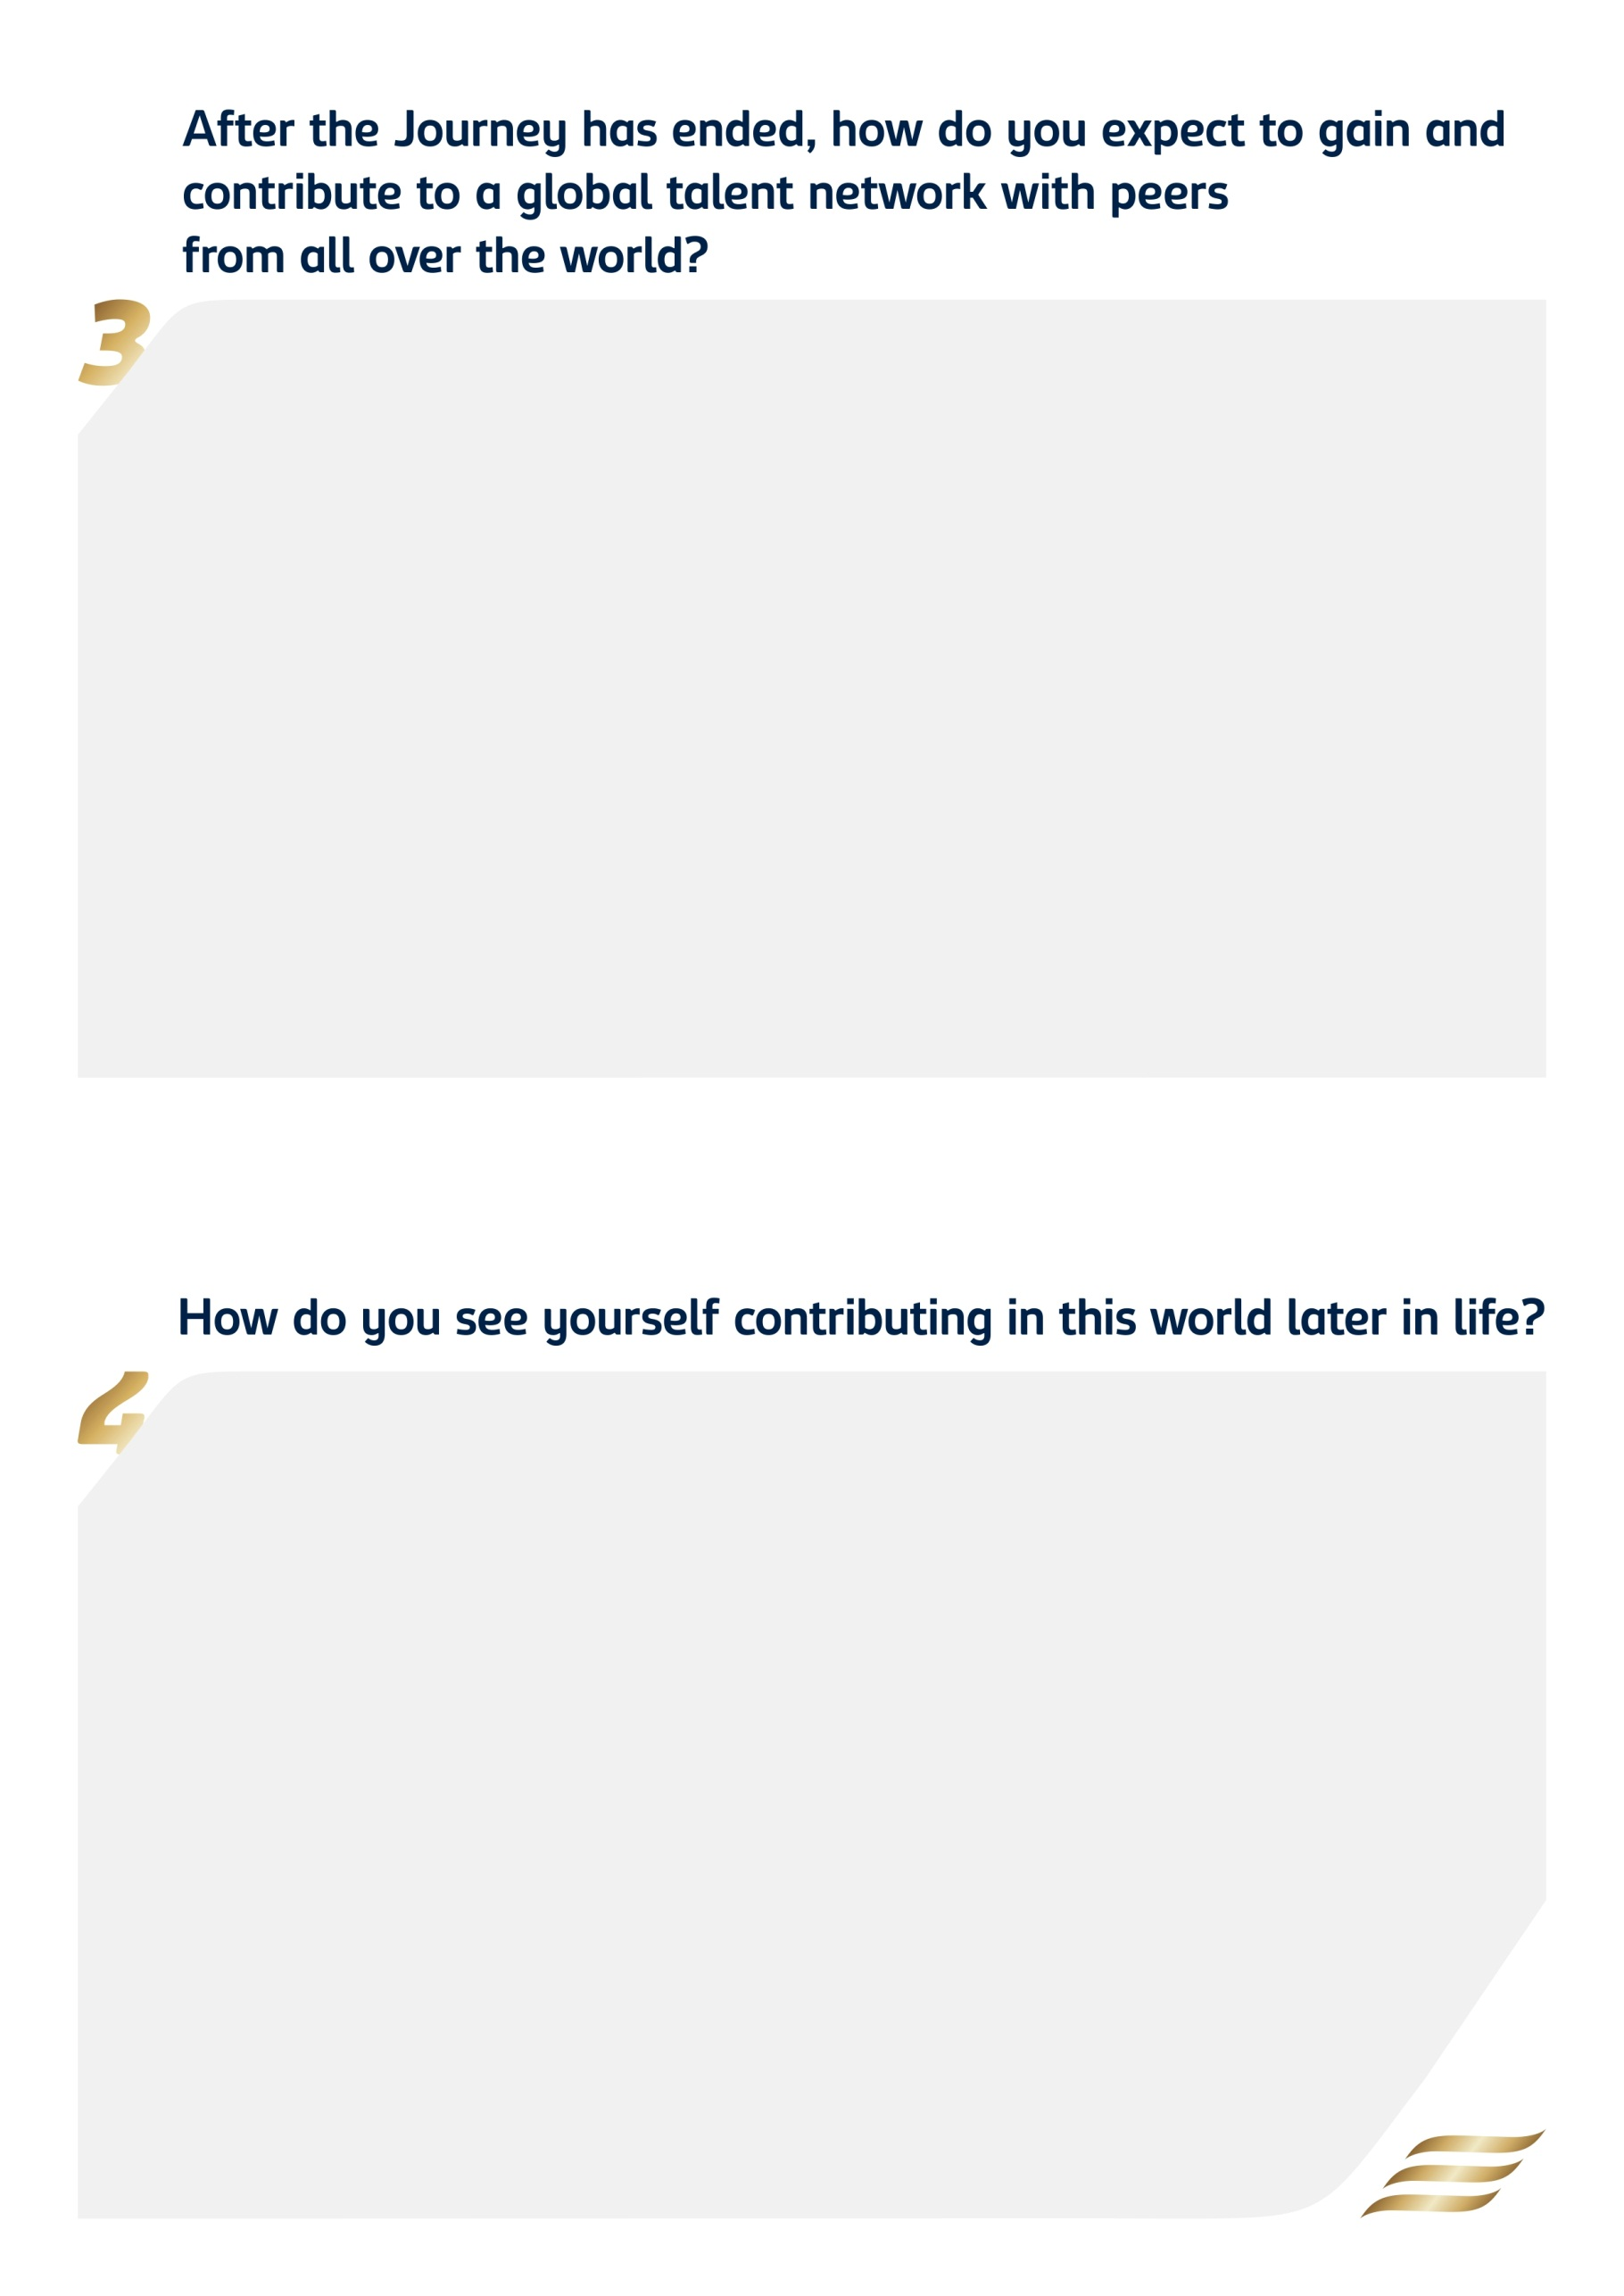 After the Journey has ended, how do you expect to gain and
contribute to a global talent network with peers
from all over the world?
3
How do you see yourself contributing in this world later in life?
4